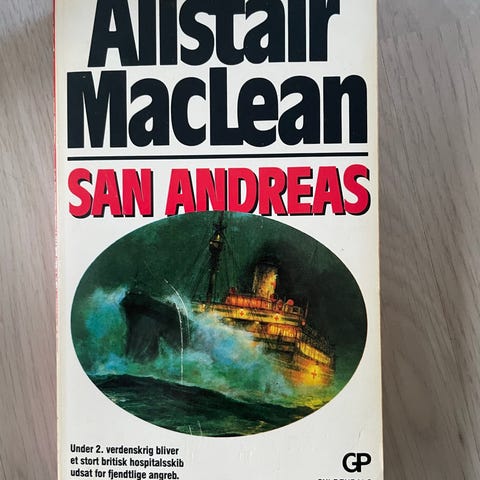 Alistair
MacLean
SAN ANDREAS
Under 2. verdenskrig bliver
et stort britisk hospitalsskib
udsat for fjendtlige angreb.
GP